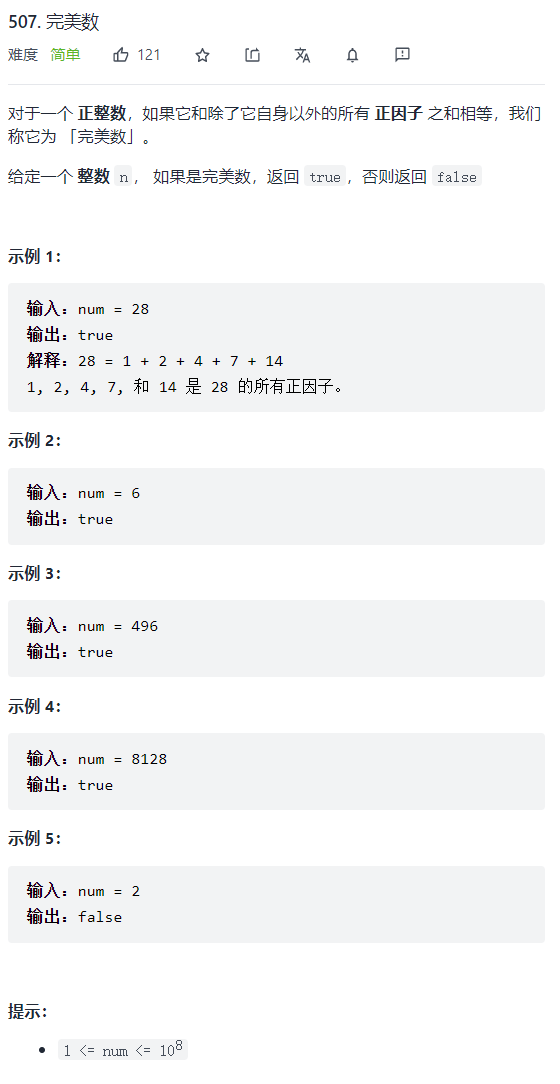 507. 完美数
难度 简单 121
对于一个 正整数，如果它和除了它自身以外的所有 正因子 之和相等，我们
称它为 「完美数」。
给定一个 整数 n， 如果是完美数，返回 true，否则返回 false
示例 1：
输入：num = 28
输出：true
解释：28 = 1 + 2 + 4 + 7 + 14
1, 2, 4, 7, 和 14 是 28 的所有正因子。
示例 2：
输入：num = 6
输出：true
示例 3：
输入：num = 496
输出：true
示例 4：
输入：num = 8128
输出：true
示例 5：
输入：num = 2
输出：false
提示：
• 1 <= num <= 10⁸